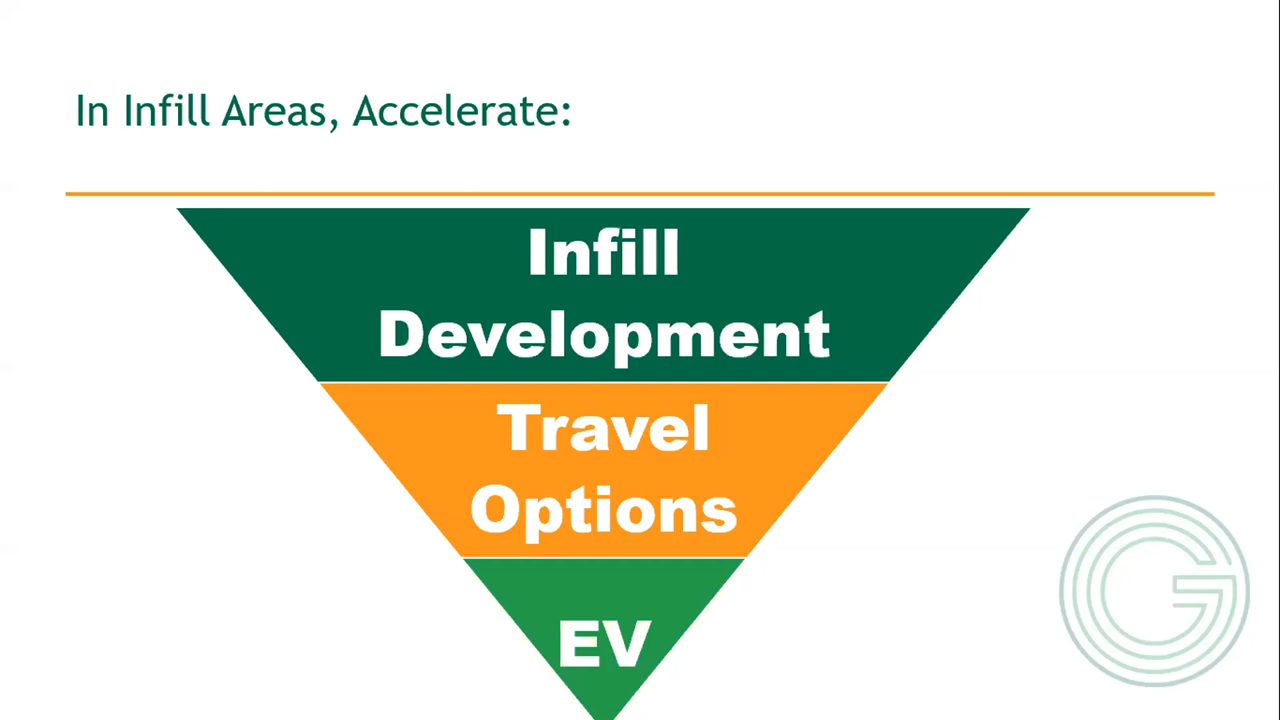 In Infill Areas, Accelerate:
Infill
Development
Travel
Options
EV